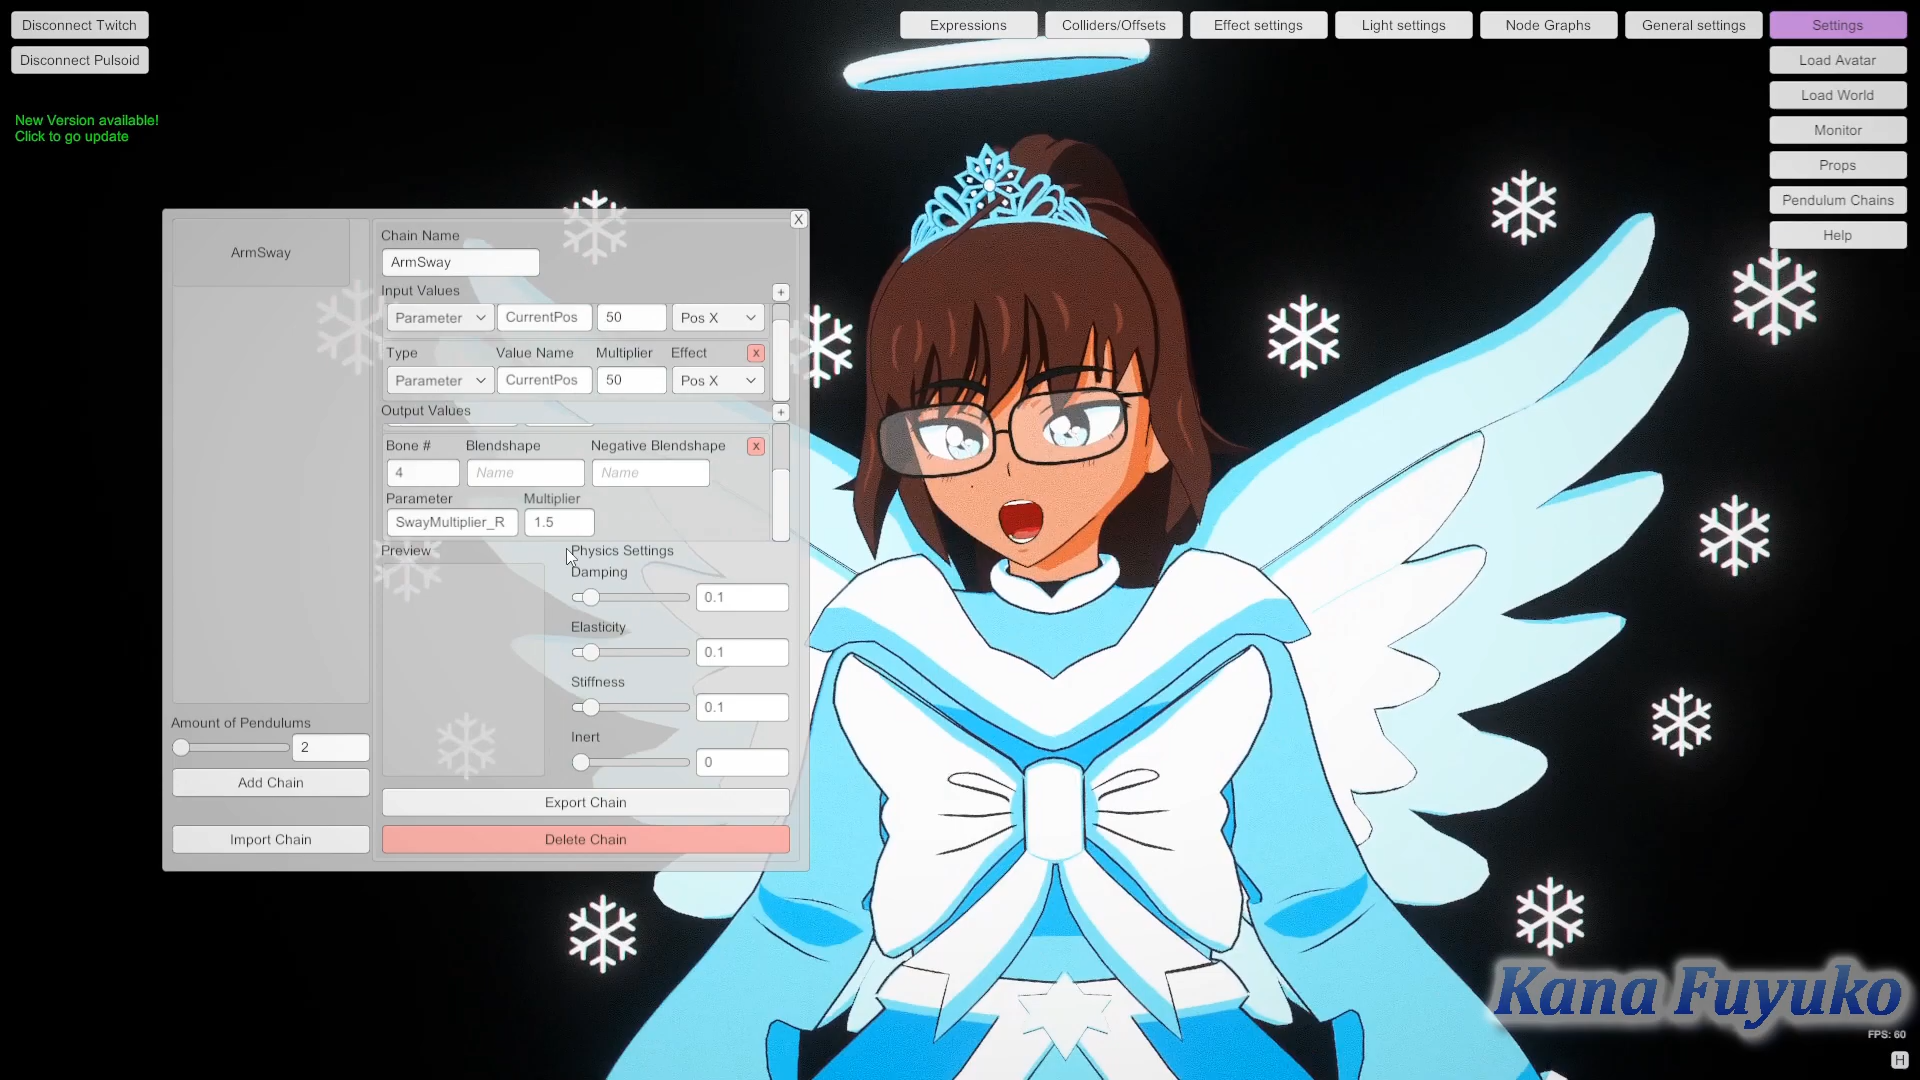 Disconnect Twitch
Disconnect Pulsoid
New Version available!
Click to go update
Expressions
Colliders/Offsets
Effect settings
Light settings
Node Graphs
General settings
Settings
Load Avatar
Load World
Monitor
Props
Pendulum Chains
Help
X
ArmSway
Chain Name
ArmSway
Input Values
+
Parameter CurrentPos 50 Pos X
Type Value Name Multiplier Effect x
Parameter CurrentPos 50 Pos X
Output Values
+
Bone # Blendshape Negative Blendshape x
4 Name Name
Parameter Multiplier
SwayMultiplier_R 1.5
Preview
Physics Settings
Damping
0.1
Elasticity
0.1
Stiffness
0.1
Inert
0
Amount of Pendulums
2
Add Chain
Import Chain
Export Chain
Delete Chain
Kana Fuyuko
FPS: 60
H